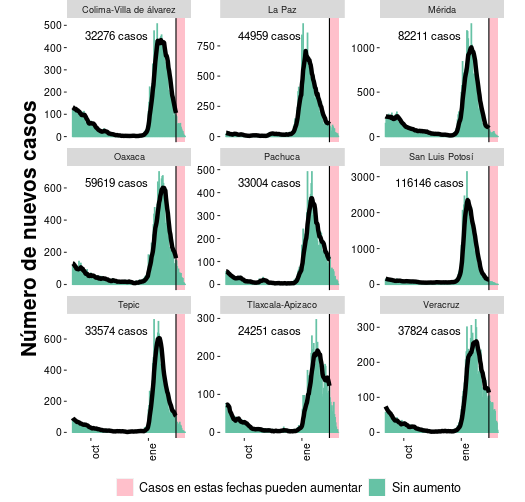 Número de nuevos casos
Colima-Villa de álvarez
La Paz
Mérida
32276 casos
44959 casos
82211 casos
500
400
300
200
100
0
750
500
250
0
1000
500
0
Oaxaca
Pachuca
San Luis Potosí
59619 casos
33004 casos
116146 casos
600
400
200
0
500
400
300
200
100
0
3000
2000
1000
0
Tepic
Tlaxcala-Apizaco
Veracruz
33574 casos
24251 casos
37824 casos
600
400
200
0
300
200
100
0
300
200
100
0
oct
ene
oct
ene
oct
ene
Casos en estas fechas pueden aumentar
Sin aumento